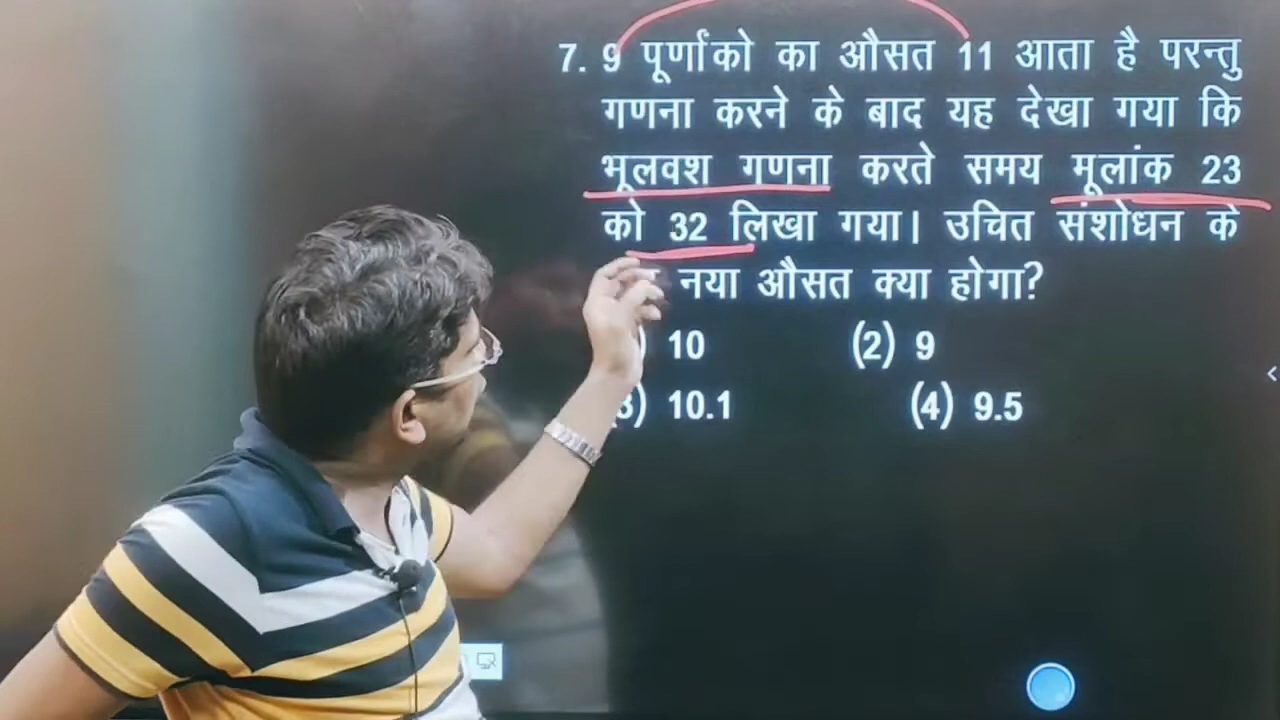 7. 9 पूर्णांको का औसत 11 आता है परन्तु
गणना करने के बाद यह देखा गया कि
भूलवश गणना करते समय मूलांक 23
को 32 लिखा गया। उचित संशोधन के
नया औसत क्या होगा?
10 (2) 9
3) 10.1 (4) 9.5